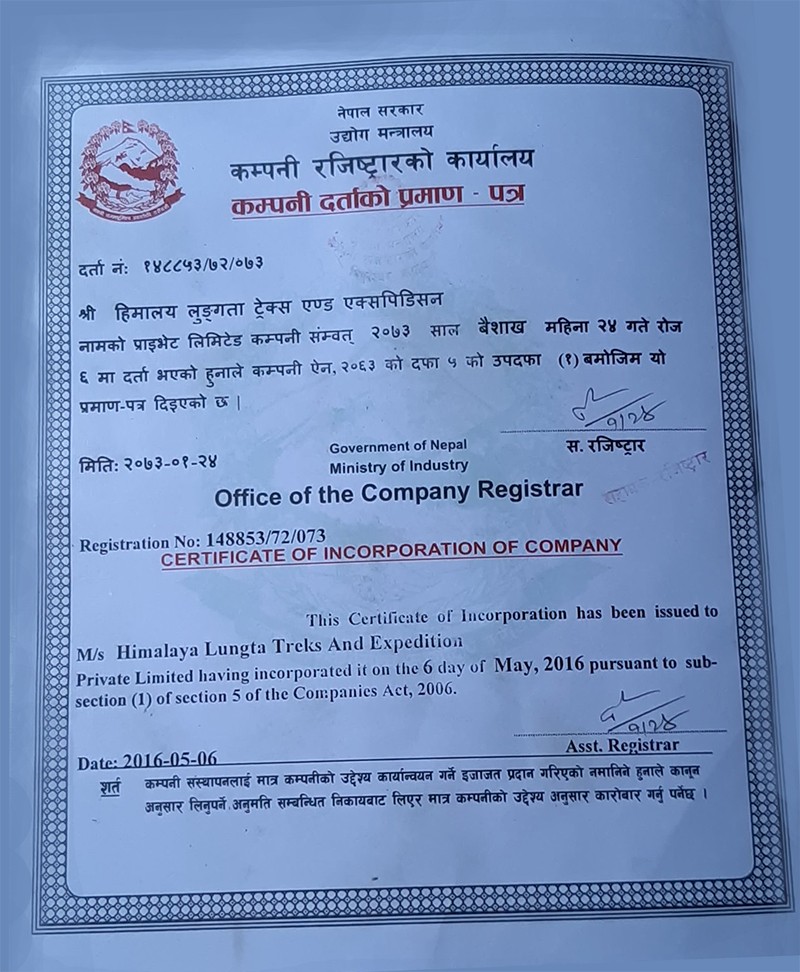 नेपाल सरकार
उद्योग मन्त्रालय
कम्पनी रजिष्ट्रारको कार्यालय
कम्पनी दर्ताको प्रमाण - पत्र
दर्ता नं: १४८८५३/७२/०७३
श्री हिमालय लुङ्गता ट्रेक्स एण्ड एक्सपिडिसन
नामको प्राइभेट लिमिटेड कम्पनी संम्वत् २०७३ साल बैशाख महिना २४ गते रोज
६ मा दर्ता भएको हुनाले कम्पनी ऐन, २०६३ को दफा ५ को उपदफा (१) बमोजिम यो
प्रमाण-पत्र दिइएको छ |
१/२४
स. रजिष्ट्रार
मिति: २०७३-०१-२४
Government of Nepal
Ministry of Industry
Office of the Company Registrar
रजिष्ट्रार
Registration No: 148853/72/073
CERTIFICATE OF INCORPORATION OF COMPANY
This Certificate of Incorporation has been issued to
M/s Himalaya Lungta Treks And Expedition
Private Limited having incorporated it on the 6 day of May, 2016 pursuant to sub-
section (1) of section 5 of the Companies Act, 2006.
१/२४
Asst. Registrar
Date: 2016-05-06
शर्त कम्पनी संस्थापनलाई मात्र कम्पनीको उद्देश्य कार्यान्वयन गर्ने इजाजत प्रदान गरिएको नमानिने हुनाले कानून
अनुसार लिनुपर्ने अनुमति सम्बन्धित निकायबाट लिएर मात्र कम्पनीको उद्देश्य अनुसार कारोबार गर्नु पर्नेछ ।